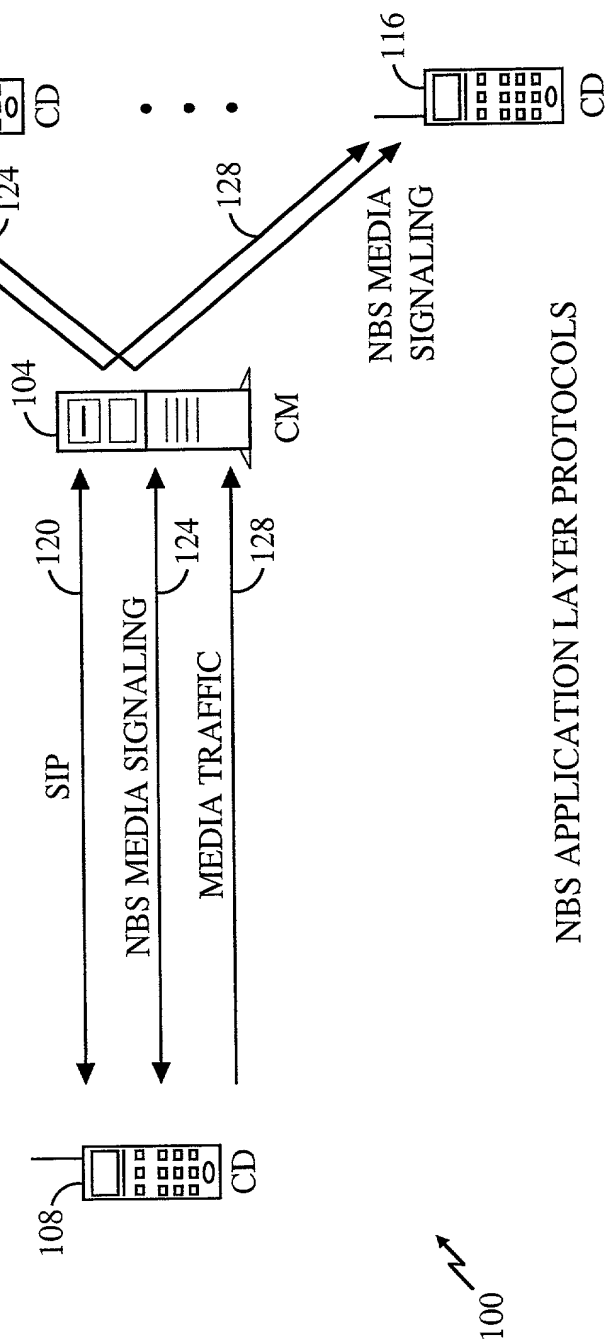 CD
124
116
CD
128
NBS MEDIA
SIGNALING
104
CM
120
SIP
124
NBS MEDIA SIGNALING
128
MEDIA TRAFFIC
108
CD
100
NBS APPLICATION LAYER PROTOCOLS